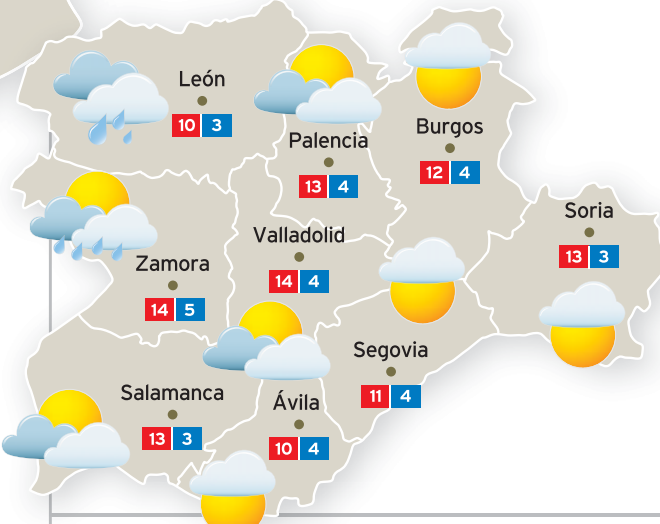 León
10 3
Palencia
13 4
Burgos
12 4
Soria
13 3
Valladolid
14 4
Zamora
14 5
Segovia
11 4
Salamanca
13 3
Ávila
10 4